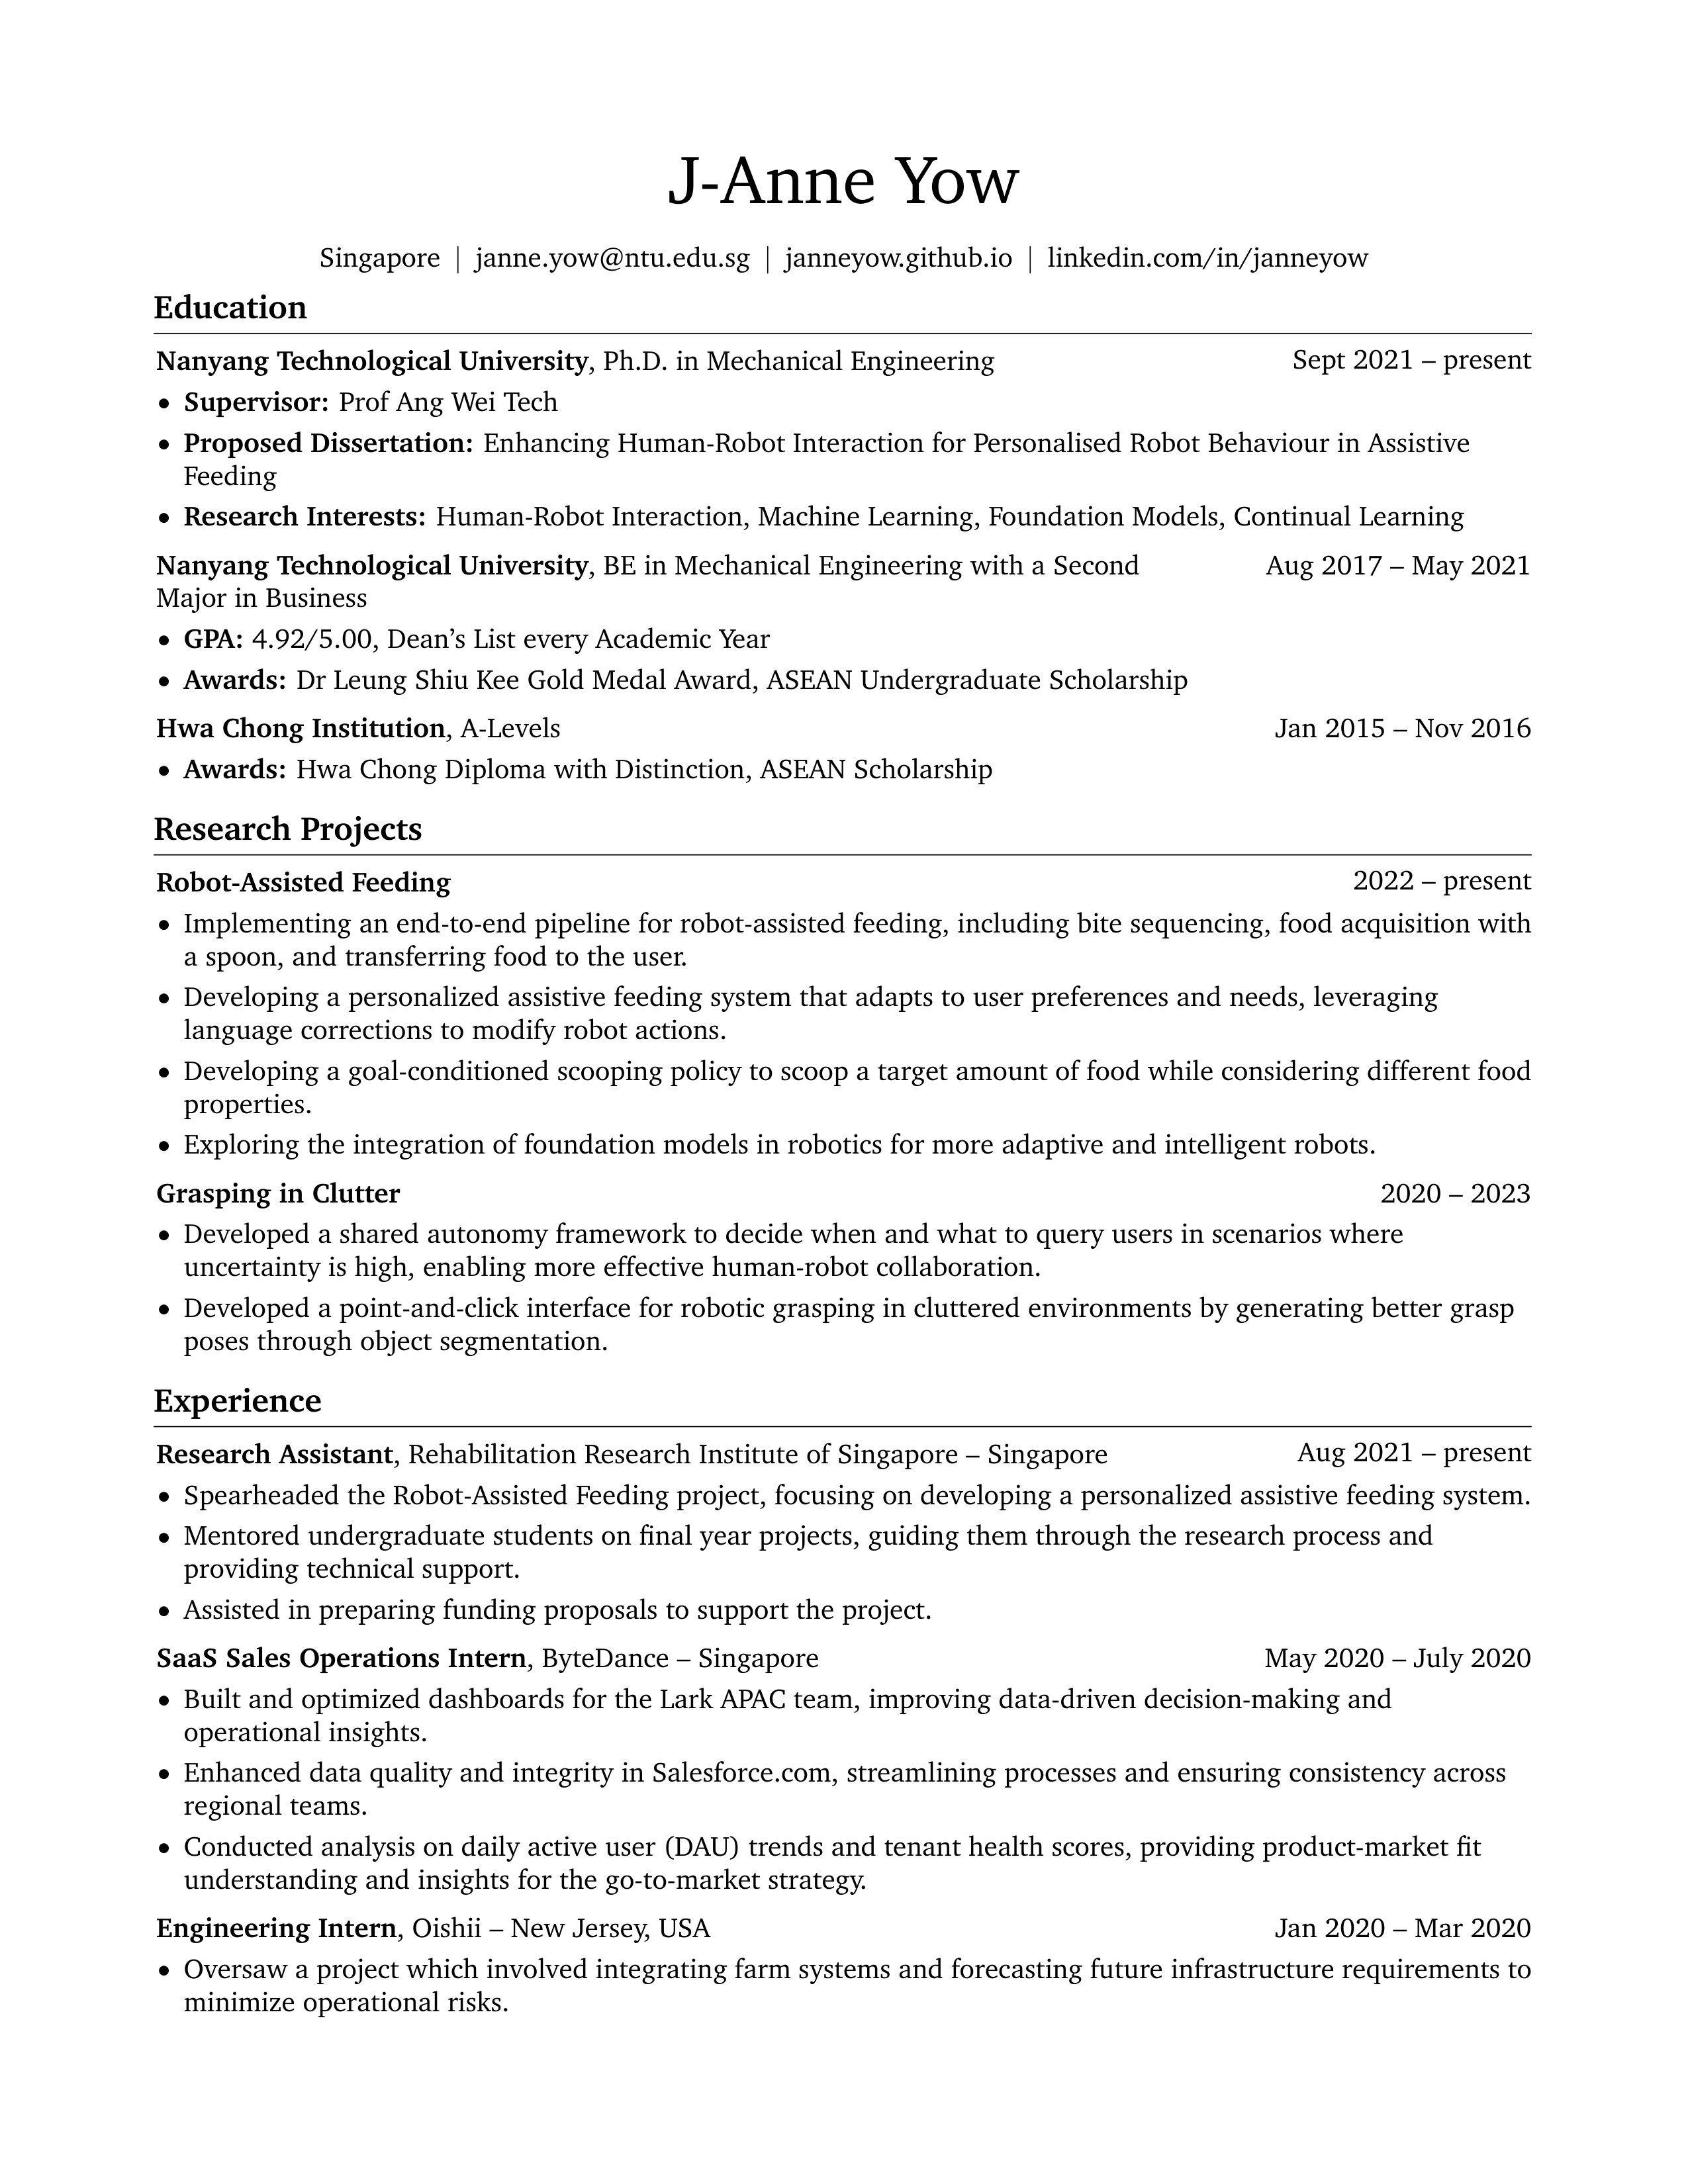 J-Anne Yow
Singapore | janne.yow@ntu.edu.sg | janneyow.github.io | linkedin.com/in/janneyow
Education
Nanyang Technological University, Ph.D. in Mechanical Engineering Sept 2021 – present
• Supervisor: Prof Ang Wei Tech
• Proposed Dissertation: Enhancing Human-Robot Interaction for Personalised Robot Behaviour in Assistive
Feeding
• Research Interests: Human-Robot Interaction, Machine Learning, Foundation Models, Continual Learning
Nanyang Technological University, BE in Mechanical Engineering with a Second Aug 2017 – May 2021
Major in Business
• GPA: 4.92/5.00, Dean’s List every Academic Year
• Awards: Dr Leung Shiu Kee Gold Medal Award, ASEAN Undergraduate Scholarship
Hwa Chong Institution, A-Levels Jan 2015 – Nov 2016
• Awards: Hwa Chong Diploma with Distinction, ASEAN Scholarship
Research Projects
Robot-Assisted Feeding 2022 – present
• Implementing an end-to-end pipeline for robot-assisted feeding, including bite sequencing, food acquisition with
a spoon, and transferring food to the user.
• Developing a personalized assistive feeding system that adapts to user preferences and needs, leveraging
language corrections to modify robot actions.
• Developing a goal-conditioned scooping policy to scoop a target amount of food while considering different food
properties.
• Exploring the integration of foundation models in robotics for more adaptive and intelligent robots.
Grasping in Clutter 2020 – 2023
• Developed a shared autonomy framework to decide when and what to query users in scenarios where
uncertainty is high, enabling more effective human-robot collaboration.
• Developed a point-and-click interface for robotic grasping in cluttered environments by generating better grasp
poses through object segmentation.
Experience
Research Assistant, Rehabilitation Research Institute of Singapore – Singapore Aug 2021 – present
• Spearheaded the Robot-Assisted Feeding project, focusing on developing a personalized assistive feeding system.
• Mentored undergraduate students on final year projects, guiding them through the research process and
providing technical support.
• Assisted in preparing funding proposals to support the project.
SaaS Sales Operations Intern, ByteDance – Singapore May 2020 – July 2020
• Built and optimized dashboards for the Lark APAC team, improving data-driven decision-making and
operational insights.
• Enhanced data quality and integrity in Salesforce.com, streamlining processes and ensuring consistency across
regional teams.
• Conducted analysis on daily active user (DAU) trends and tenant health scores, providing product-market fit
understanding and insights for the go-to-market strategy.
Engineering Intern, Oishii – New Jersey, USA Jan 2020 – Mar 2020
• Oversaw a project which involved integrating farm systems and forecasting future infrastructure requirements to
minimize operational risks.